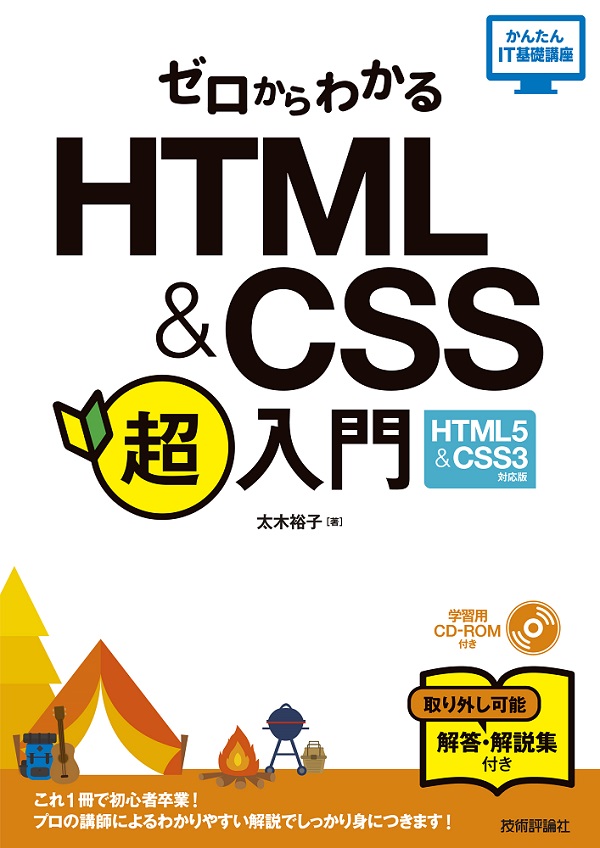 かんたん
IT基礎講座
ゼロからわかる
HTML
&CSS
超入門
HTML5
&CSS3
対応版
太木裕子［著］
学習用
CD-ROM
付き
取り外し可能
解答・解説集
付き
これ1冊で初心者卒業！
プロの講師によるわかりやすい解説でしっかり身につきます！
技術評論社